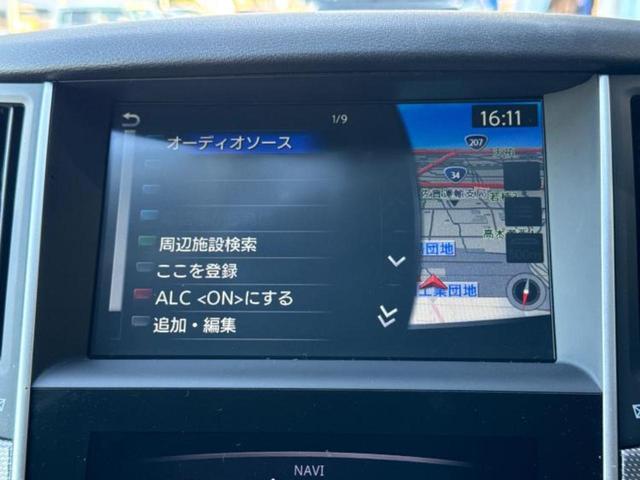 1/9
16:11
オーディオソース
207
34
周辺施設検索
ここを登録
団地
ALC <ON>にする
工業団地
追加・編集
NAVI